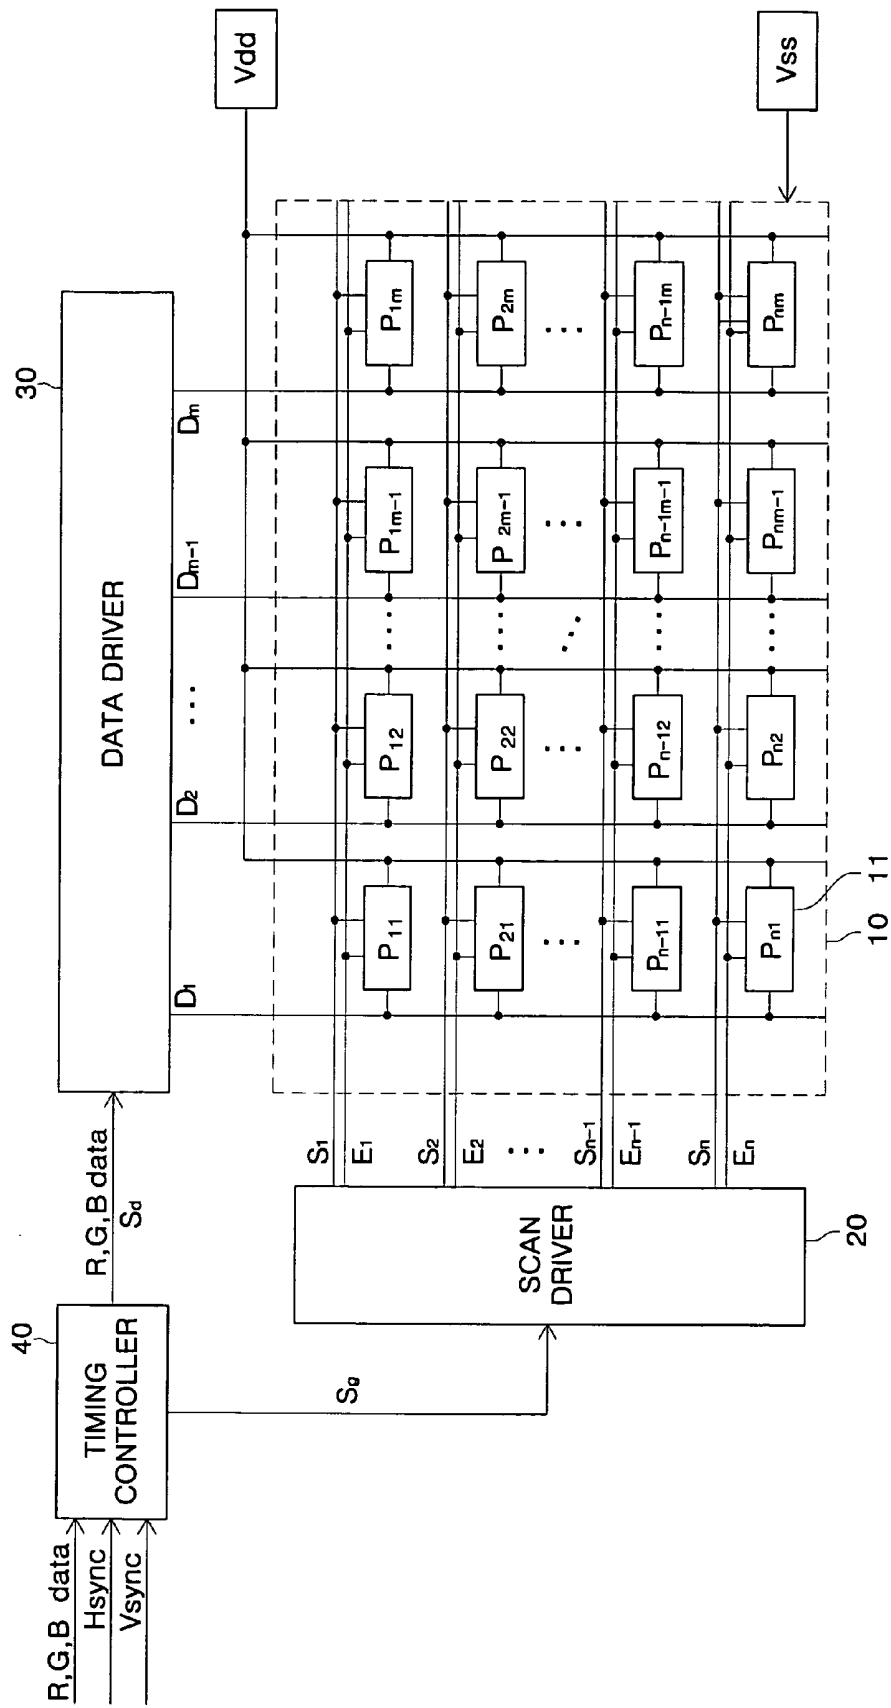 R,G,B data
Hsync
Vsync
TIMING
CONTROLLER
40
R,G,B data
Sd
Sg
DATA DRIVER
30
SCAN
DRIVER
20
D1
D2
...
Dm-1
Dm
Vdd
Vss
S1
E1
S2
E2
...
Sn-1
En-1
Sn
En
P11
P12
....
P1m-1
P1m
P21
P22
....
P2m-1
P2m
...
...
...
...
...
Pn-11
Pn-12
....
Pn-1m-1
Pn-1m
Pn1
Pn2
....
Pnm-1
Pnm
10
11